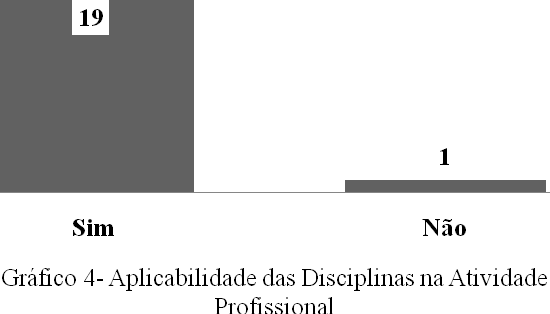 19
1
Sim Não
Gráfico 4- Aplicabilidade das Disciplinas na Atividade
Profissional